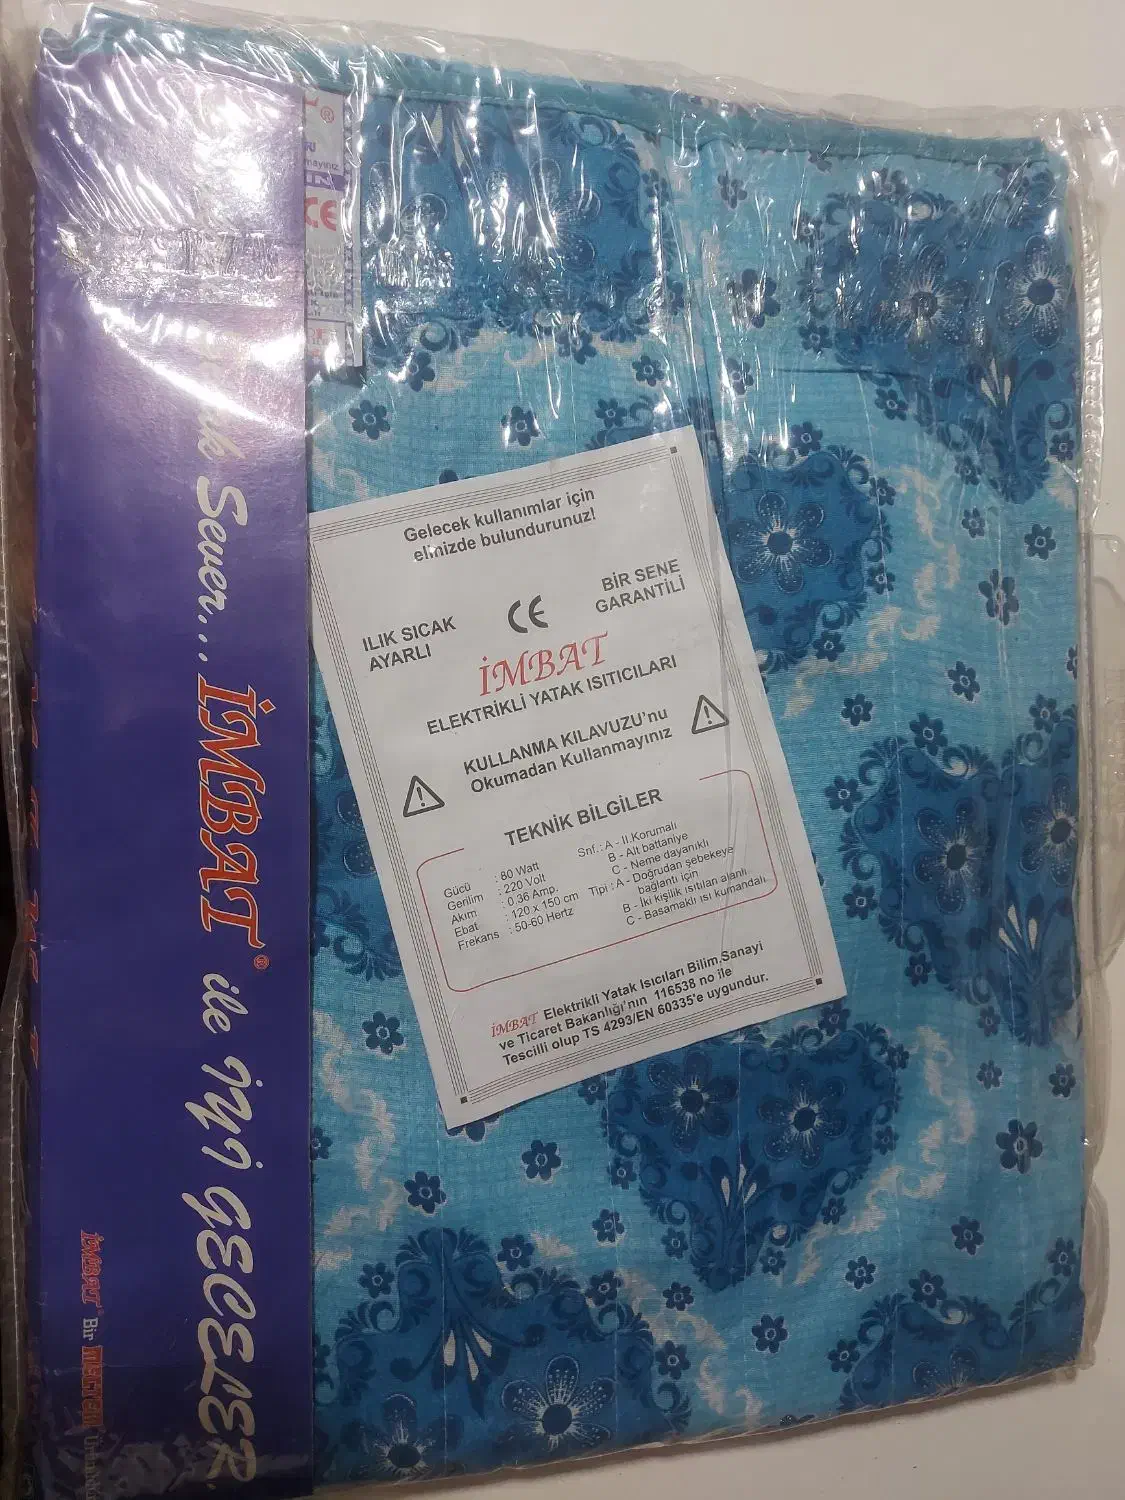 Sever... İMBAT® ile iyi GECELER.
İMBAT® Bir
®
mayınız
CE
Gelecek kullanımlar için
elinizde bulundurunuz!
ILIK SICAK
AYARLI
CE
BİR SENE
GARANTİLİ
İMBAT
ELEKTRİKLİ YATAK ISITICILARI
KULLANMA KILAVUZU'nu
Okumadan Kullanmayınız
TEKNİK BİLGİLER
Gücü : 80 Watt
Gerilim : 220 Volt
Akım : 0.36 Amp.
Ebat : 120 x 150 cm
Frekans : 50-60 Hertz
Snf.: A - II.Korumalı
B - Alt battaniye
C - Neme dayanıklı
Tipi : A - Doğrudan şebekeye
bağlantı için
B - İki kişilik ısıtılan alanlı
C - Basamaklı ısı kumandalı
İMBAT Elektrikli Yatak Isıcıları Bilim,Sanayi
ve Ticaret Bakanlığı'nın 116538 no ile
Tescilli olup TS 4293/EN 60335'e uygundur.